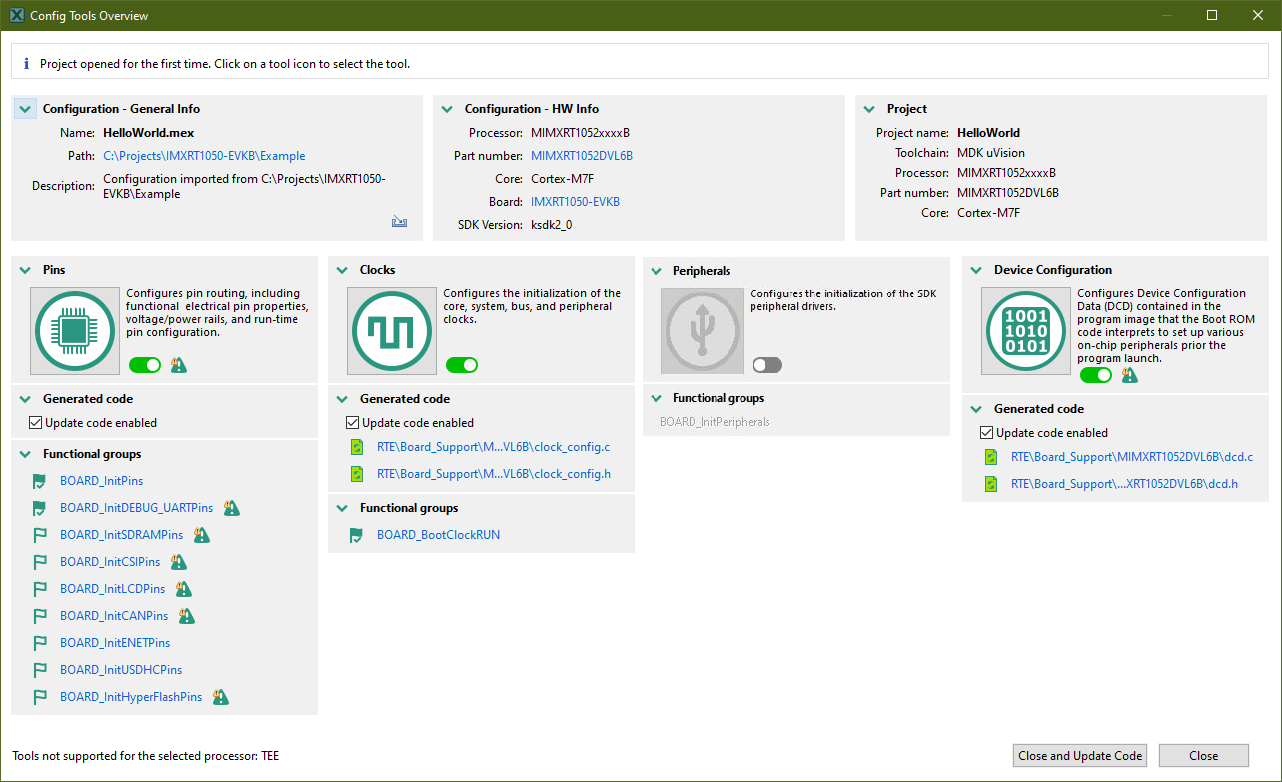 Config Tools Overview
Project opened for the first time. Click on a tool icon to select the tool.
Configuration - General Info
Name: HelloWorld.mex
Path: C:\Projects\IMXRT1050-EVKB\Example
Description: Configuration imported from C:\Projects\IMXRT1050-
EVKB\Example
Configuration - HW Info
Processor: MIMXRT1052xxxxB
Part number: MIMXRT1052DVL6B
Core: Cortex-M7F
Board: IMXRT1050-EVKB
SDK Version: ksdk2_0
Project
Project name: HelloWorld
Toolchain: MDK uVision
Processor: MIMXRT1052xxxxB
Part number: MIMXRT1052DVL6B
Core: Cortex-M7F
Pins
Configures pin routing, including
functional electrical pin properties,
voltage/power rails, and run-time
pin configuration.
Generated code
Update code enabled
Functional groups
BOARD_InitPins
BOARD_InitDEBUG_UARTPins
BOARD_InitSDRAMPins
BOARD_InitCSIPins
BOARD_InitLCDPins
BOARD_InitCANPins
BOARD_InitENETPins
BOARD_InitUSDHCPins
BOARD_InitHyperFlashPins
Clocks
Configures the initialization of the
core, system, bus, and peripheral
clocks.
Generated code
Update code enabled
RTE\Board_Support\M...VL6B\clock_config.c
RTE\Board_Support\M...VL6B\clock_config.h
Functional groups
BOARD_BootClockRUN
Peripherals
Configures the initialization of the SDK
peripheral drivers.
Functional groups
BOARD_InitPeripherals
Device Configuration
1001
1010
0101
Configures Device Configuration
Data (DCD) contained in the
program image that the Boot ROM
code interprets to set up various
on-chip peripherals prior the
program launch.
Generated code
Update code enabled
RTE\Board_Support\MIMXRT1052DVL6B\dcd.c
RTE\Board_Support\...XRT1052DVL6B\dcd.h
Tools not supported for the selected processor: TEE
Close and Update Code
Close